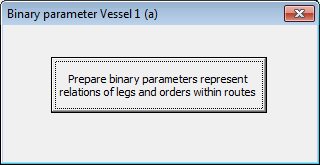 Binary parameter Vessel 1 (a)
Prepare binary parameters represent
relations of legs and orders within routes